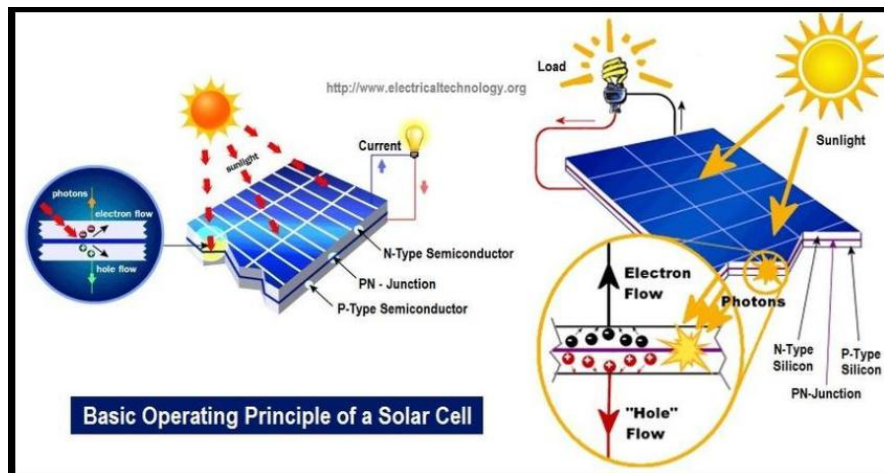 http://www.electricaltechnology.org
sunlight
Current
photons
electron flow
hole flow
N-Type Semiconductor
PN - Junction
P-Type Semiconductor
Basic Operating Principle of a Solar Cell
Load
Sunlight
Electron
Flow
Photons
"Hole"
Flow
N-Type
Silicon
P-Type
Silicon
PN-Junction